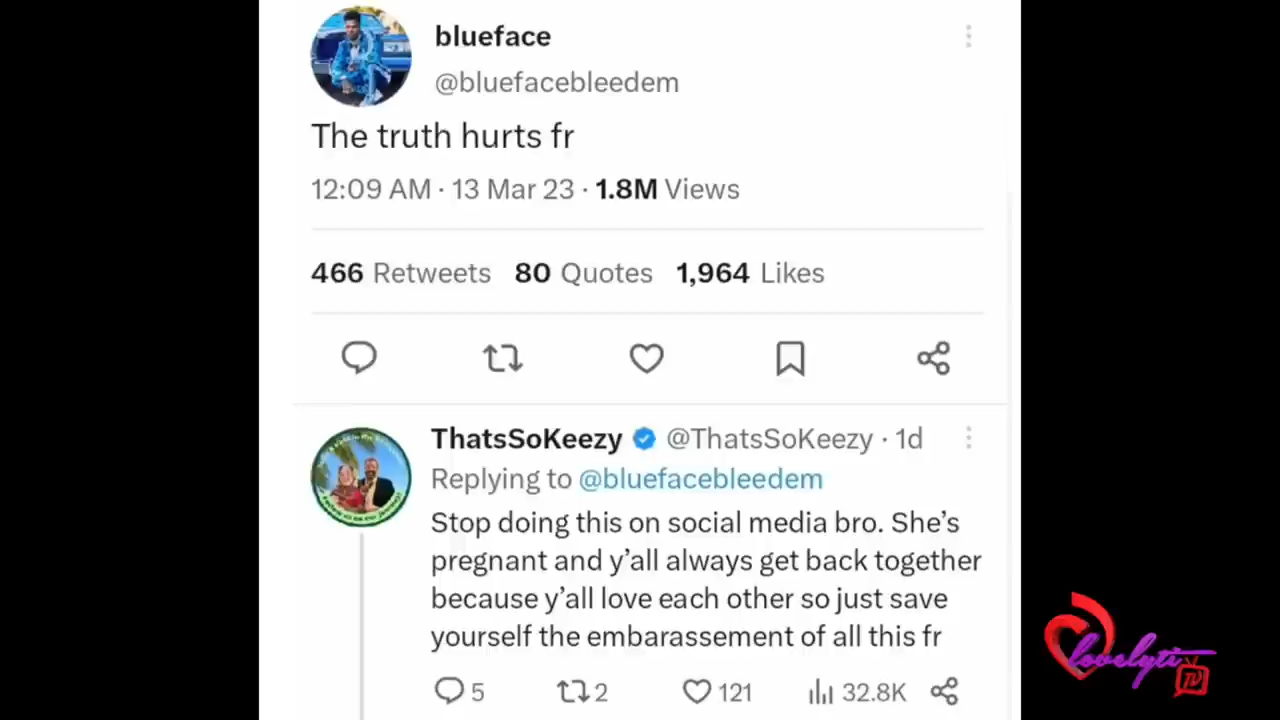 blueface
@bluefacebleedem
The truth hurts fr
12:09 AM · 13 Mar 23 · 1.8M Views
466 Retweets 80 Quotes 1,964 Likes
ThatsSoKeezy @ThatsSoKeezy · 1d
Replying to @bluefacebleedem
Stop doing this on social media bro. She’s
pregnant and y’all always get back together
because y’all love each other so just save
yourself the embarassement of all this fr
5 2 121 32.8K
lovelyti
TV